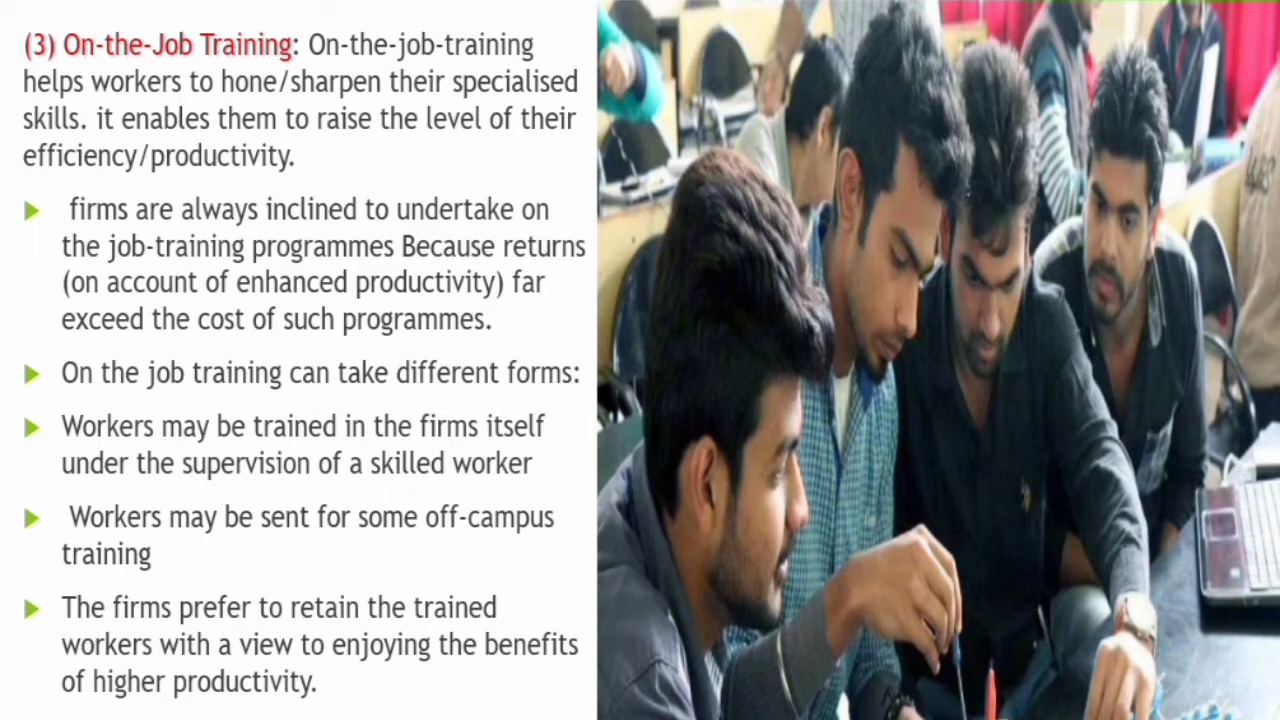 (3) On-the-Job Training: On-the-job-training
helps workers to hone/sharpen their specialised
skills. it enables them to raise the level of their
efficiency/productivity.
firms are always inclined to undertake on
the job-training programmes Because returns
(on account of enhanced productivity) far
exceed the cost of such programmes.
On the job training can take different forms:
Workers may be trained in the firms itself
under the supervision of a skilled worker
Workers may be sent for some off-campus
training
The firms prefer to retain the trained
workers with a view to enjoying the benefits
of higher productivity.